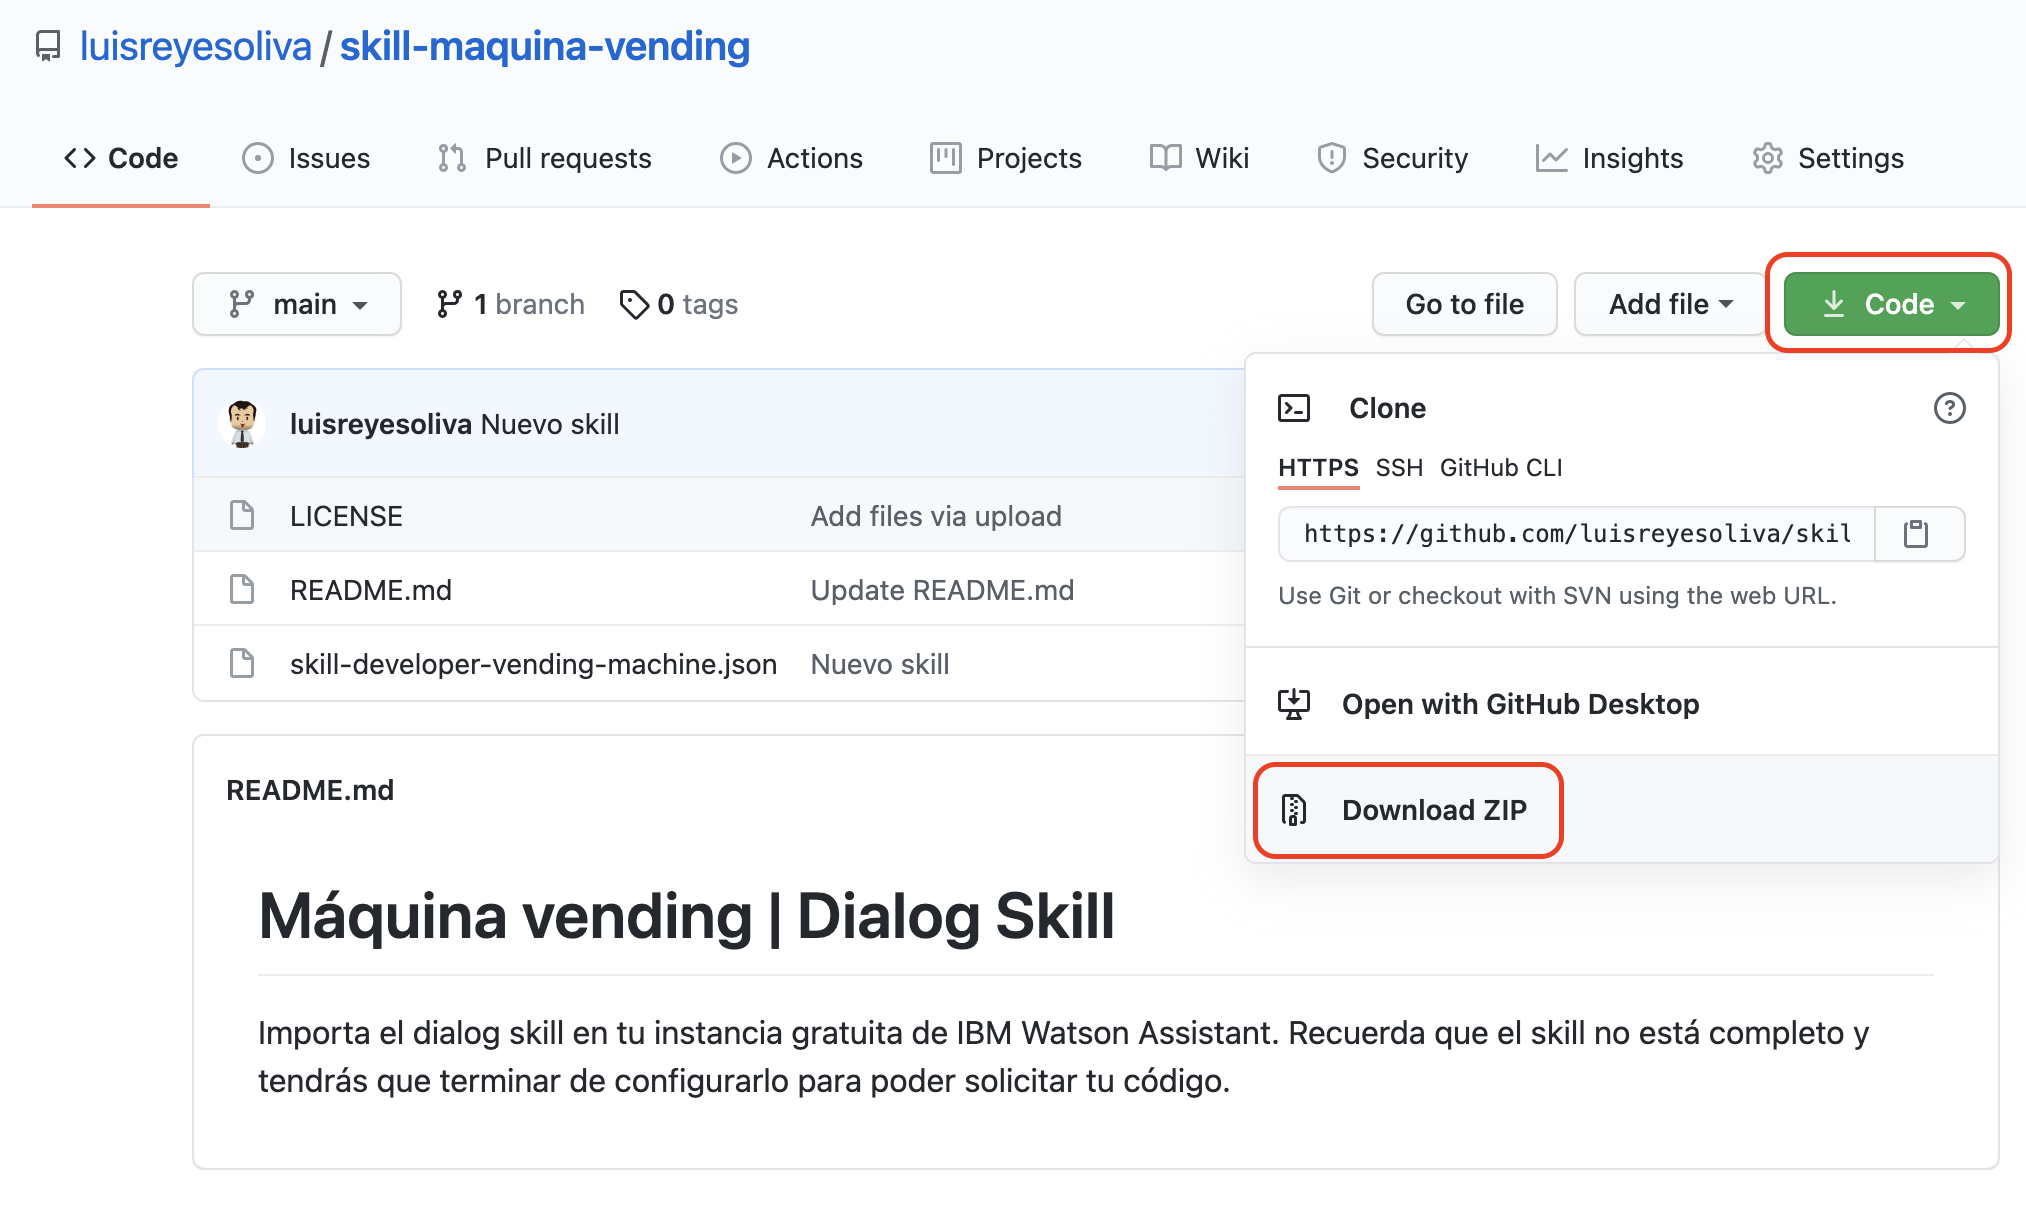 luisreyesoliva / skill-maquina-vending
Code Issues Pull requests Actions Projects Wiki Security Insights Settings
main 1 branch 0 tags Go to file Add file Code
luisreyesoliva Nuevo skill
LICENSE Add files via upload
README.md Update README.md
skill-developer-vending-machine.json Nuevo skill
Clone
HTTPS SSH GitHub CLI
https://github.com/luisreyesoliva/skil
Use Git or checkout with SVN using the web URL.
Open with GitHub Desktop
Download ZIP
README.md
Máquina vending | Dialog Skill
Importa el dialog skill en tu instancia gratuita de IBM Watson Assistant. Recuerda que el skill no está completo y
tendrás que terminar de configurarlo para poder solicitar tu código.